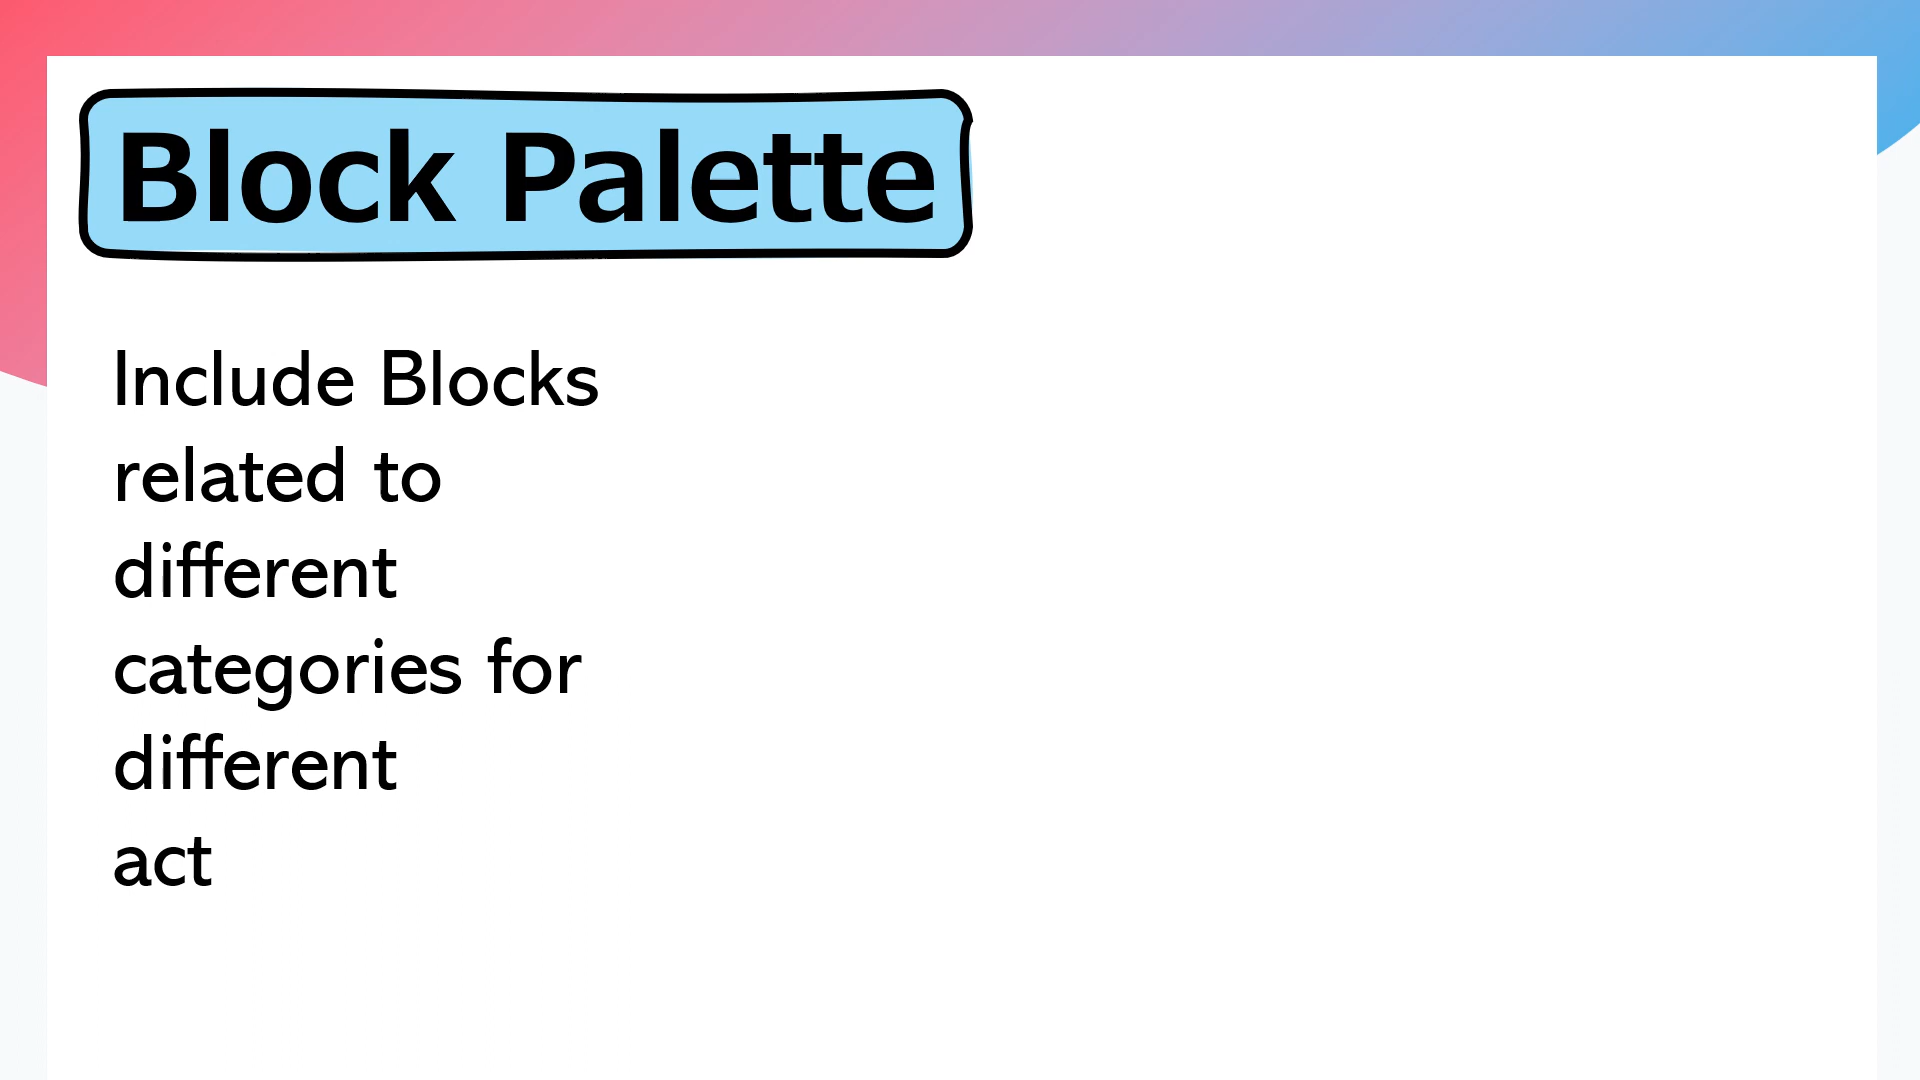 Block Palette
Include Blocks
related to
different
categories for
different
act